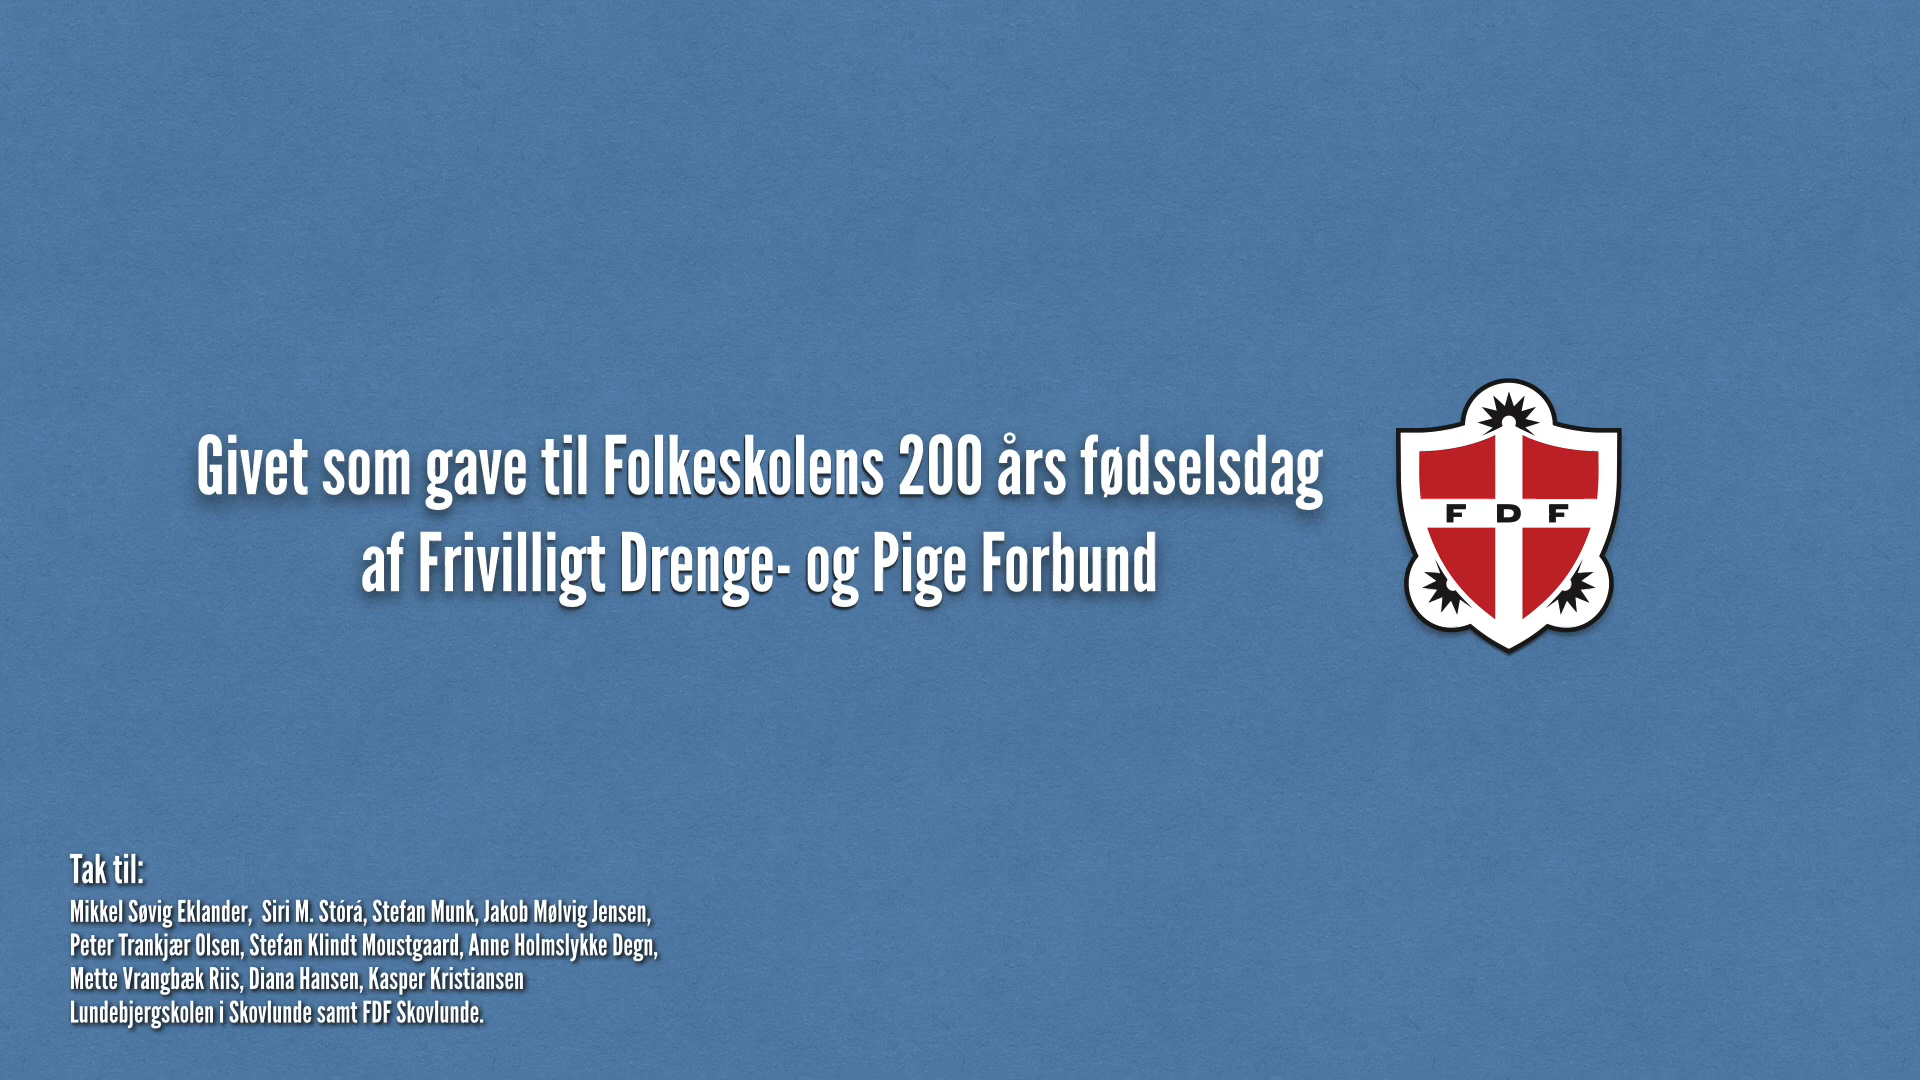 Givet som gave til Folkeskolens 200 års fødselsdag
af Frivilligt Drenge- og Pige Forbund
F D F
Tak til:
Mikkel Søvig Eklander,  Siri M. Stórá, Stefan Munk, Jakob Mølvig Jensen,
Peter Trankjær Olsen, Stefan Klindt Moustgaard, Anne Holmslykke Degn,
Mette Vrangbæk Riis, Diana Hansen, Kasper Kristiansen
Lundebjergskolen i Skovlunde samt FDF Skovlunde.